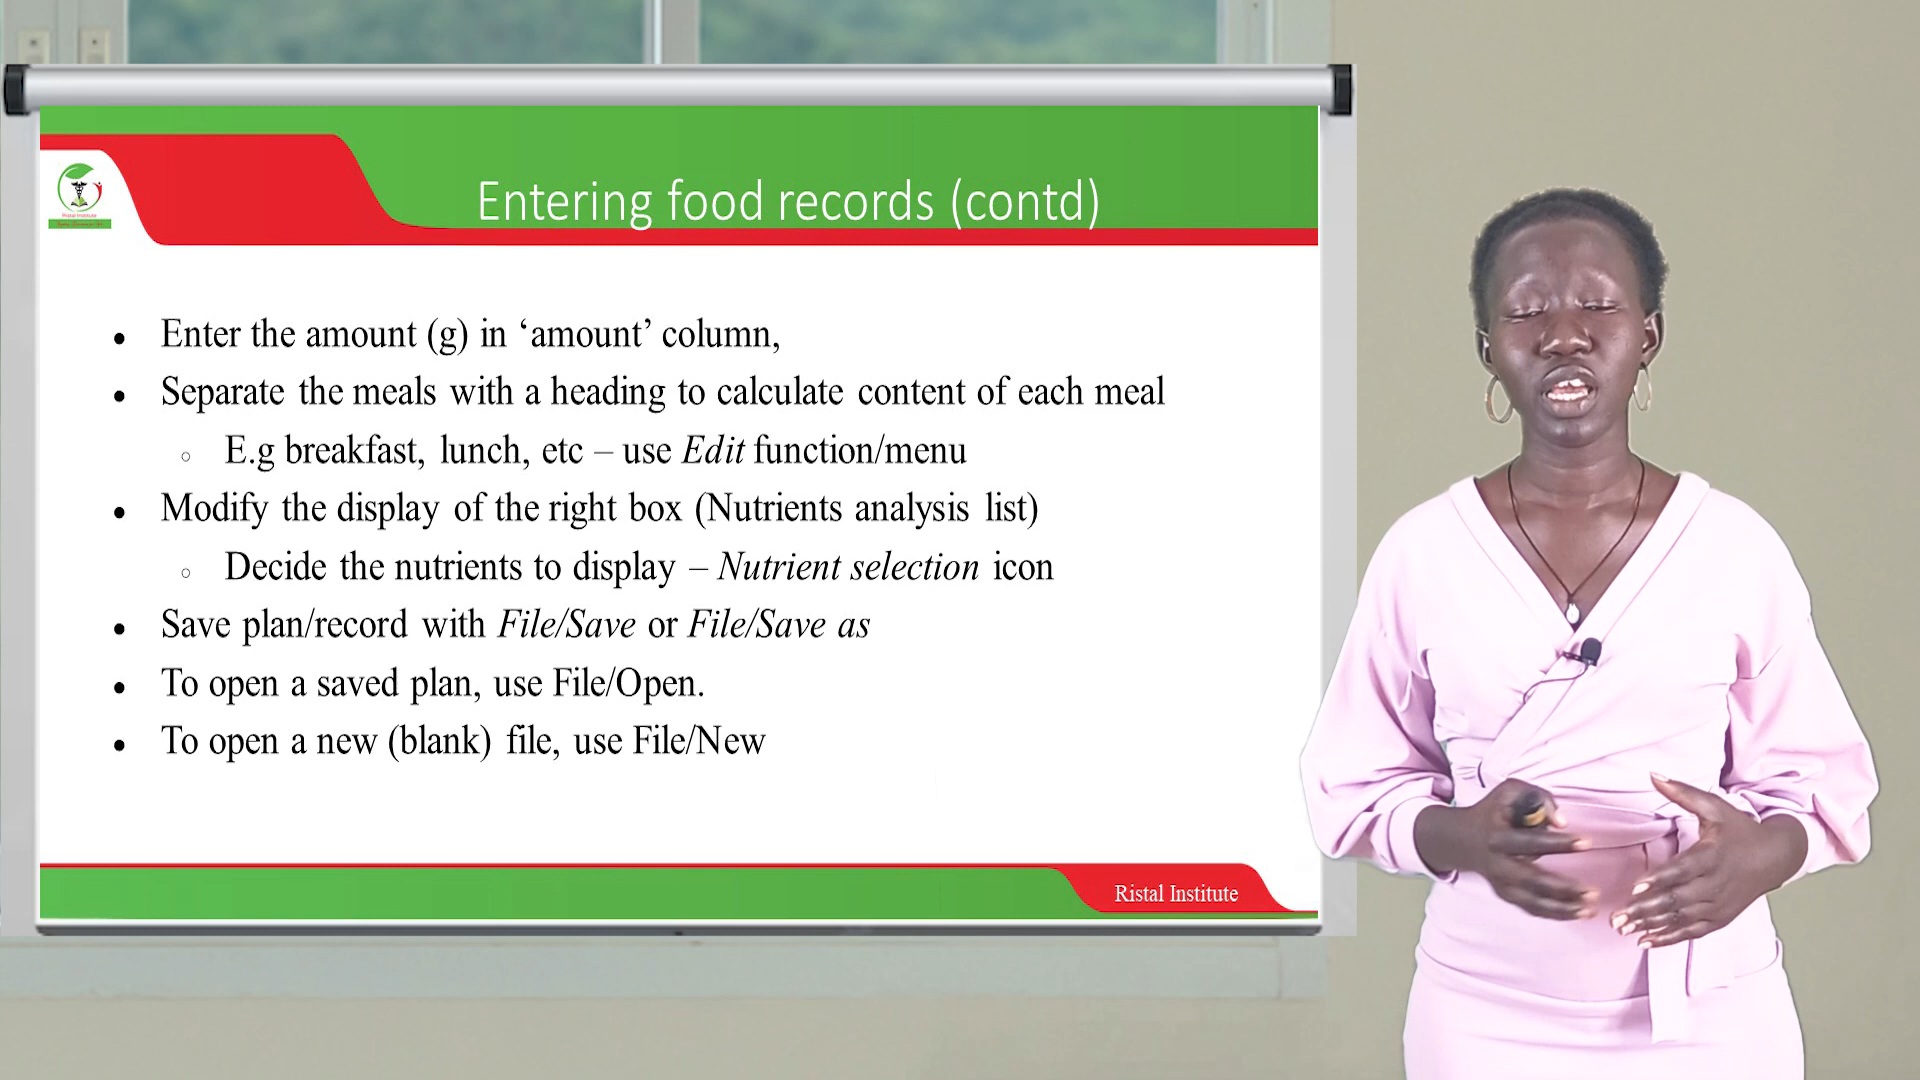 Entering food records (contd)
Ristal Institute
• Enter the amount (g) in ‘amount’ column,
• Separate the meals with a heading to calculate content of each meal
○ E.g breakfast, lunch, etc – use Edit function/menu
• Modify the display of the right box (Nutrients analysis list)
○ Decide the nutrients to display – Nutrient selection icon
• Save plan/record with File/Save or File/Save as
• To open a saved plan, use File/Open.
• To open a new (blank) file, use File/New
Ristal Institute